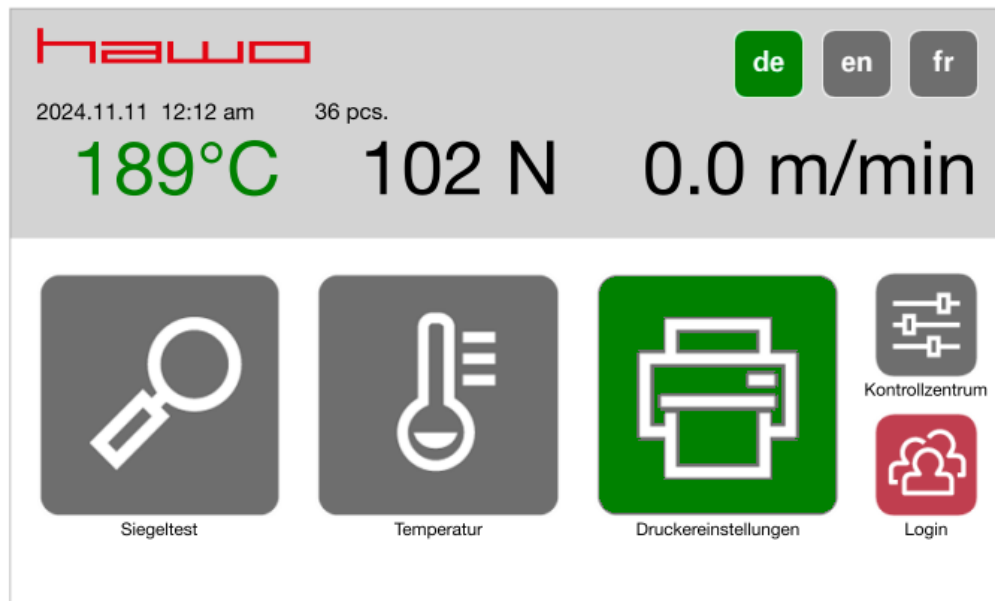 hawo
de en fr
2024.11.11 12:12 am 36 pcs.
189°C 102 N 0.0 m/min
Kontrollzentrum
Siegeltest Temperatur Druckereinstellungen Login